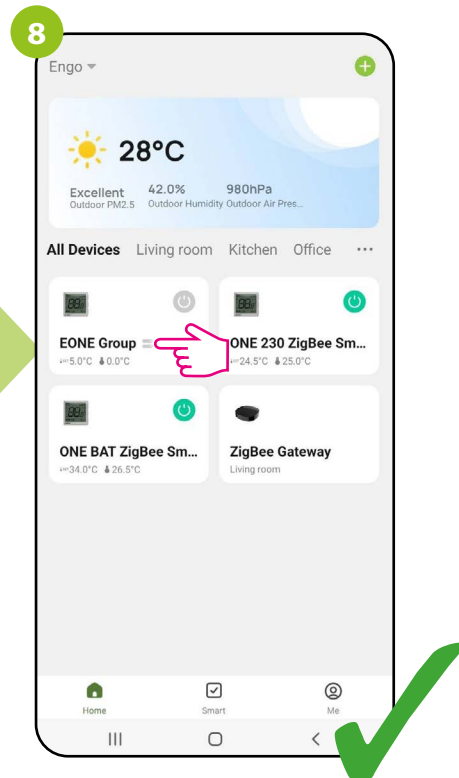 8
Engo
28°C
Excellent 42.0% 980hPa
Outdoor PM2.5 Outdoor Humidity Outdoor Air Pres...
All Devices Living room Kitchen Office ...
EONE Group
5.0°C 0.0°C
ONE 230 ZigBee Sm...
24.5°C 25.0°C
ONE BAT ZigBee Sm...
34.0°C 26.5°C
ZigBee Gateway
Living room
Home Smart Me